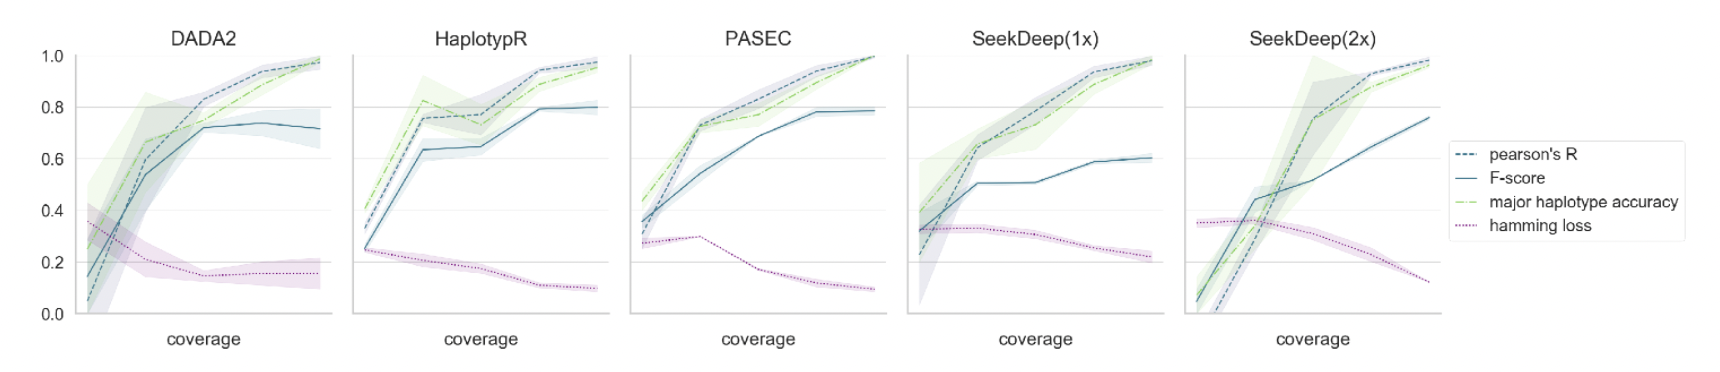 DADA2
HaplotypR
PASEC
SeekDeep(1x)
SeekDeep(2x)
1.0
0.8
0.6
0.4
0.2
0.0
pearson's R
F-score
major haplotype accuracy
hamming loss
coverage
coverage
coverage
coverage
coverage